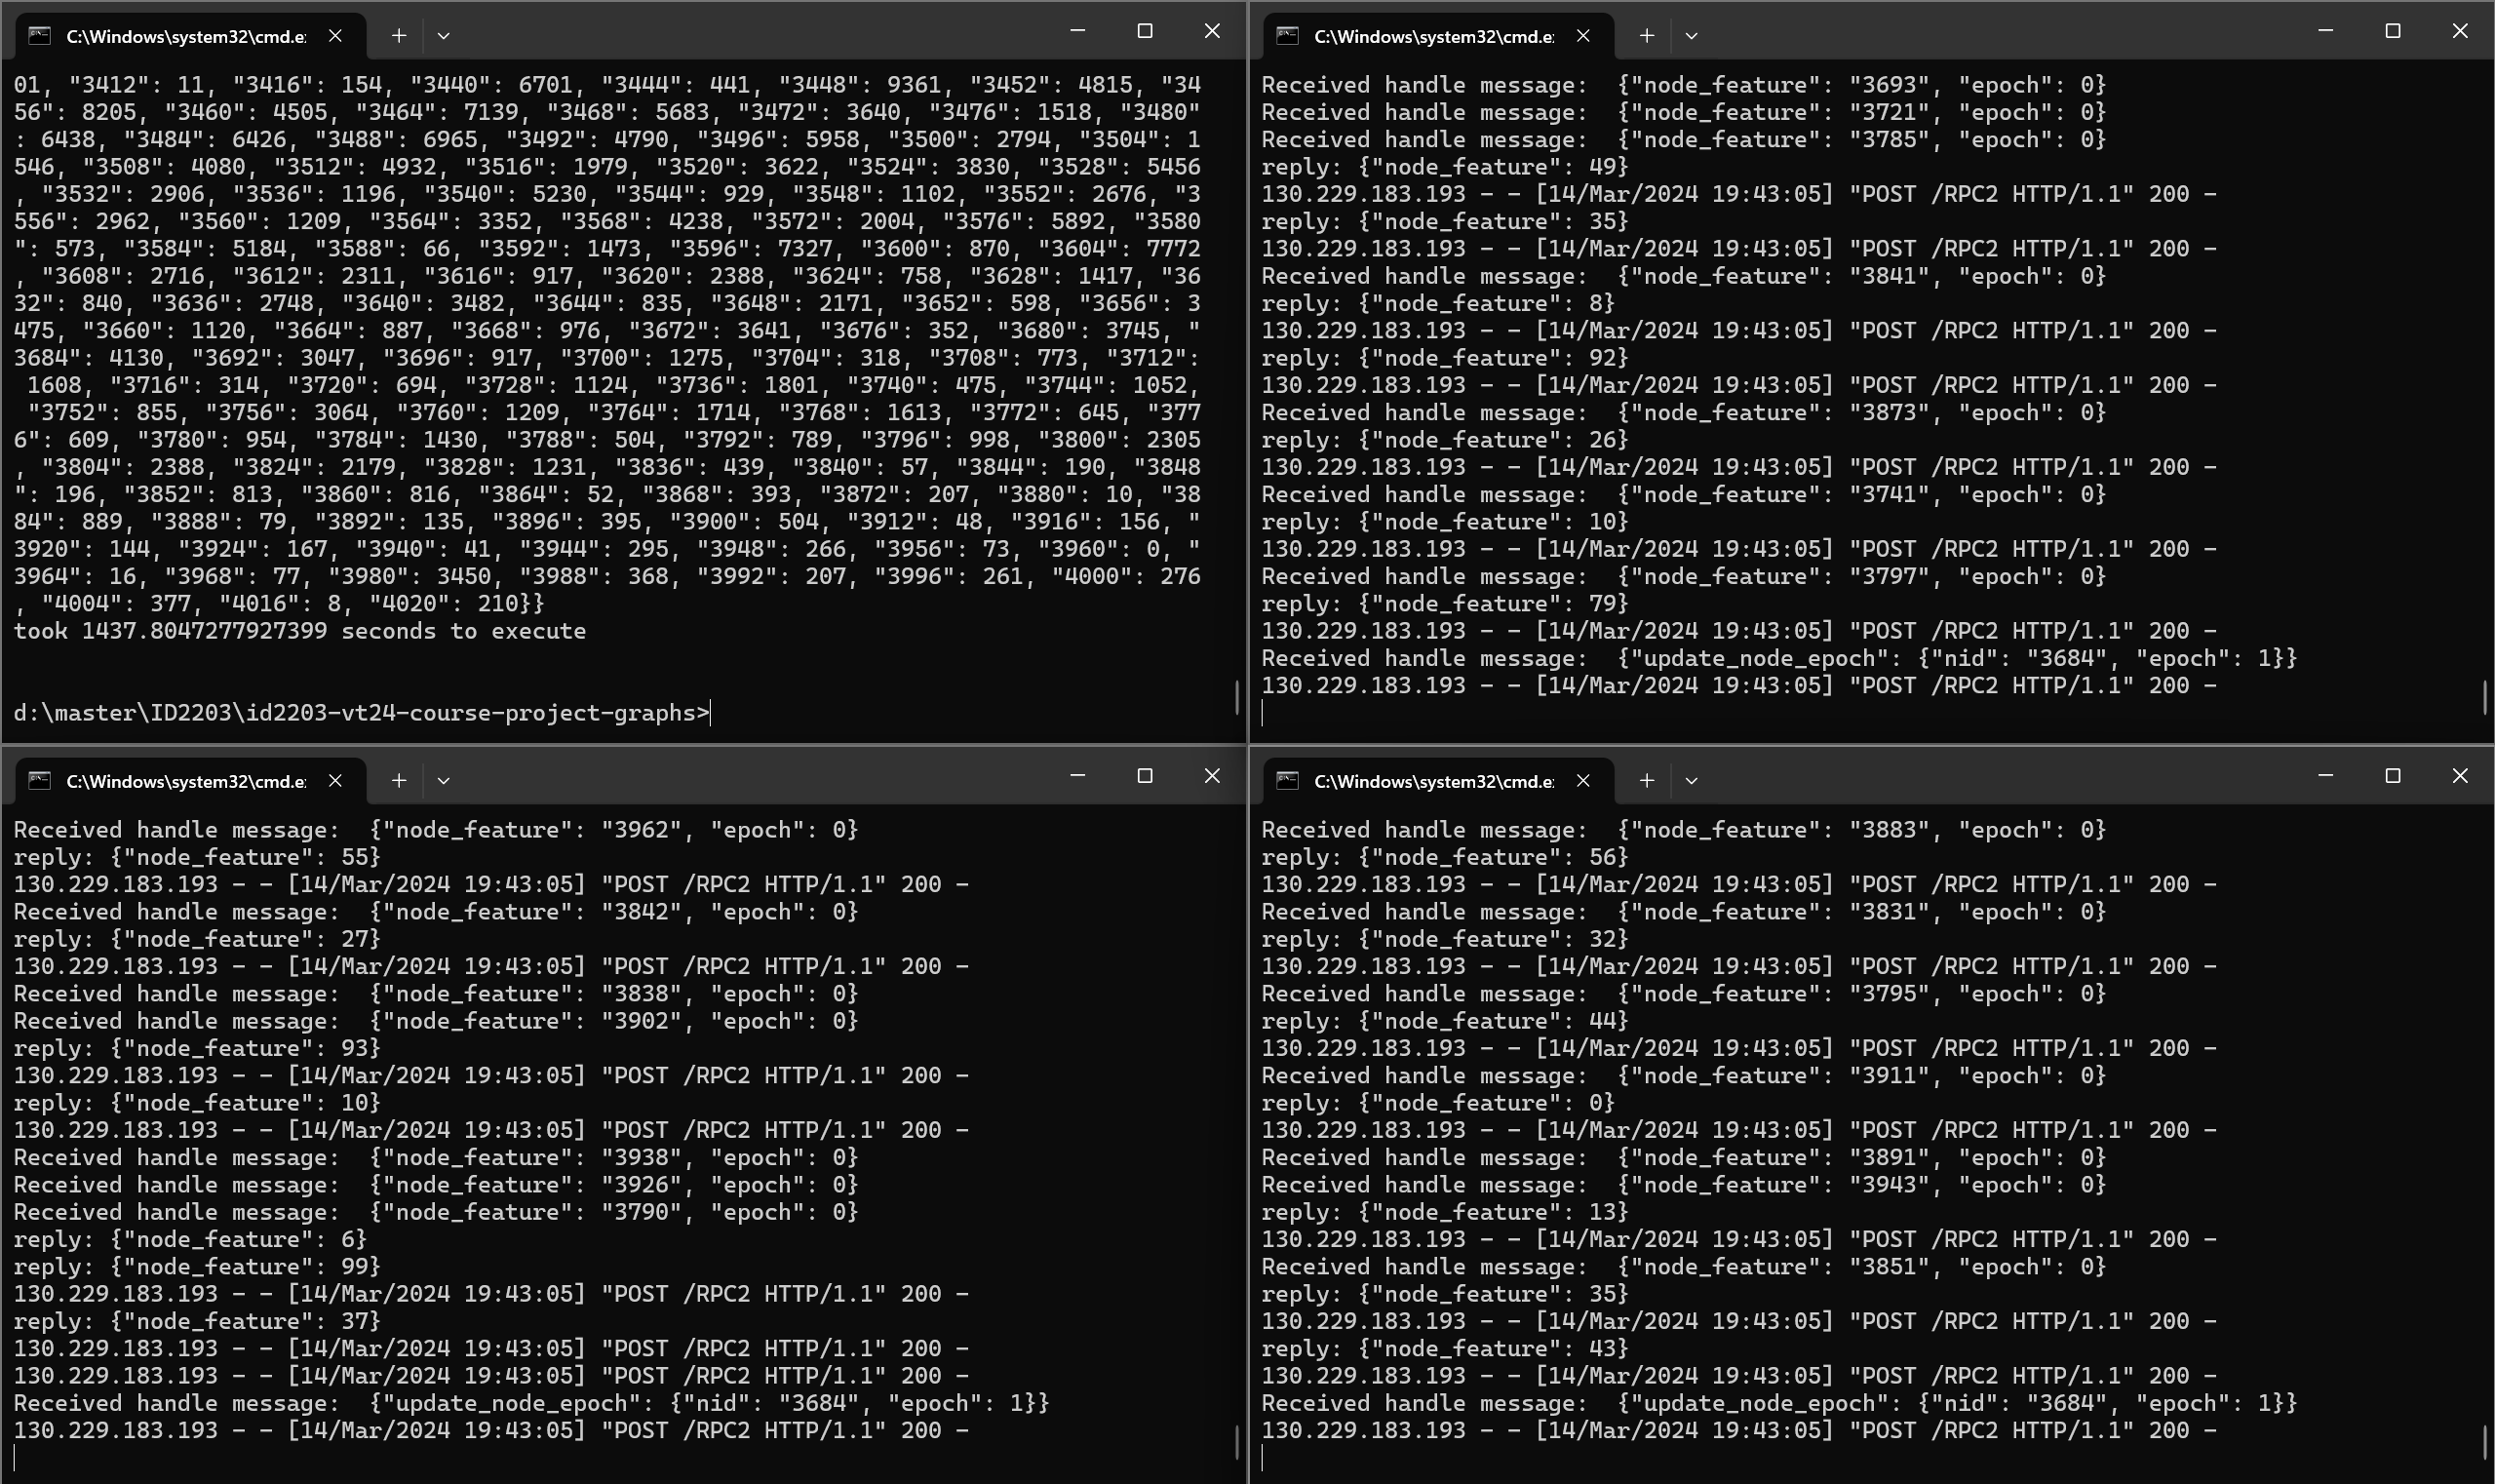 C:\Windows\system32\cmd.e
01, "3412": 11, "3416": 154, "3440": 6701, "3444": 441, "3448": 9361, "3452": 4815, "34
56": 8205, "3460": 4505, "3464": 7139, "3468": 5683, "3472": 3640, "3476": 1518, "3480"
: 6438, "3484": 6426, "3488": 6965, "3492": 4790, "3496": 5958, "3500": 2794, "3504": 1
546, "3508": 4080, "3512": 4932, "3516": 1979, "3520": 3622, "3524": 3830, "3528": 5456
, "3532": 2906, "3536": 1196, "3540": 5230, "3544": 929, "3548": 1102, "3552": 2676, "3
556": 2962, "3560": 1209, "3564": 3352, "3568": 4238, "3572": 2004, "3576": 5892, "3580
": 573, "3584": 5184, "3588": 66, "3592": 1473, "3596": 7327, "3600": 870, "3604": 7772
, "3608": 2716, "3612": 2311, "3616": 917, "3620": 2388, "3624": 758, "3628": 1417, "36
32": 840, "3636": 2748, "3640": 3482, "3644": 835, "3648": 2171, "3652": 598, "3656": 3
475, "3660": 1120, "3664": 887, "3668": 976, "3672": 3641, "3676": 352, "3680": 3745, "
3684": 4130, "3692": 3047, "3696": 917, "3700": 1275, "3704": 318, "3708": 773, "3712":
 1608, "3716": 314, "3720": 694, "3728": 1124, "3736": 1801, "3740": 475, "3744": 1052,
 "3752": 855, "3756": 3064, "3760": 1209, "3764": 1714, "3768": 1613, "3772": 645, "377
6": 609, "3780": 954, "3784": 1430, "3788": 504, "3792": 789, "3796": 998, "3800": 2305
, "3804": 2388, "3824": 2179, "3828": 1231, "3836": 439, "3840": 57, "3844": 190, "3848
": 196, "3852": 813, "3860": 816, "3864": 52, "3868": 393, "3872": 207, "3880": 10, "38
84": 889, "3888": 79, "3892": 135, "3896": 395, "3900": 504, "3912": 48, "3916": 156, "
3920": 144, "3924": 167, "3940": 41, "3944": 295, "3948": 266, "3956": 73, "3960": 0, "
3964": 16, "3968": 77, "3980": 3450, "3988": 368, "3992": 207, "3996": 261, "4000": 276
, "4004": 377, "4016": 8, "4020": 210}}
took 1437.8047277927399 seconds to execute
d:\master\ID2203\id2203-vt24-course-project-graphs>
C:\Windows\system32\cmd.e
Received handle message:  {"node_feature": "3693", "epoch": 0}
Received handle message:  {"node_feature": "3721", "epoch": 0}
Received handle message:  {"node_feature": "3785", "epoch": 0}
reply: {"node_feature": 49}
130.229.183.193 - - [14/Mar/2024 19:43:05] "POST /RPC2 HTTP/1.1" 200 -
reply: {"node_feature": 35}
130.229.183.193 - - [14/Mar/2024 19:43:05] "POST /RPC2 HTTP/1.1" 200 -
Received handle message:  {"node_feature": "3841", "epoch": 0}
reply: {"node_feature": 8}
130.229.183.193 - - [14/Mar/2024 19:43:05] "POST /RPC2 HTTP/1.1" 200 -
reply: {"node_feature": 92}
130.229.183.193 - - [14/Mar/2024 19:43:05] "POST /RPC2 HTTP/1.1" 200 -
Received handle message:  {"node_feature": "3873", "epoch": 0}
reply: {"node_feature": 26}
130.229.183.193 - - [14/Mar/2024 19:43:05] "POST /RPC2 HTTP/1.1" 200 -
Received handle message:  {"node_feature": "3741", "epoch": 0}
reply: {"node_feature": 10}
130.229.183.193 - - [14/Mar/2024 19:43:05] "POST /RPC2 HTTP/1.1" 200 -
Received handle message:  {"node_feature": "3797", "epoch": 0}
reply: {"node_feature": 79}
130.229.183.193 - - [14/Mar/2024 19:43:05] "POST /RPC2 HTTP/1.1" 200 -
Received handle message:  {"update_node_epoch": {"nid": "3684", "epoch": 1}}
130.229.183.193 - - [14/Mar/2024 19:43:05] "POST /RPC2 HTTP/1.1" 200 -
C:\Windows\system32\cmd.e
Received handle message:  {"node_feature": "3962", "epoch": 0}
reply: {"node_feature": 55}
130.229.183.193 - - [14/Mar/2024 19:43:05] "POST /RPC2 HTTP/1.1" 200 -
Received handle message:  {"node_feature": "3842", "epoch": 0}
reply: {"node_feature": 27}
130.229.183.193 - - [14/Mar/2024 19:43:05] "POST /RPC2 HTTP/1.1" 200 -
Received handle message:  {"node_feature": "3838", "epoch": 0}
Received handle message:  {"node_feature": "3902", "epoch": 0}
reply: {"node_feature": 93}
130.229.183.193 - - [14/Mar/2024 19:43:05] "POST /RPC2 HTTP/1.1" 200 -
reply: {"node_feature": 10}
130.229.183.193 - - [14/Mar/2024 19:43:05] "POST /RPC2 HTTP/1.1" 200 -
Received handle message:  {"node_feature": "3938", "epoch": 0}
Received handle message:  {"node_feature": "3926", "epoch": 0}
Received handle message:  {"node_feature": "3790", "epoch": 0}
reply: {"node_feature": 6}
reply: {"node_feature": 99}
130.229.183.193 - - [14/Mar/2024 19:43:05] "POST /RPC2 HTTP/1.1" 200 -
reply: {"node_feature": 37}
130.229.183.193 - - [14/Mar/2024 19:43:05] "POST /RPC2 HTTP/1.1" 200 -
130.229.183.193 - - [14/Mar/2024 19:43:05] "POST /RPC2 HTTP/1.1" 200 -
Received handle message:  {"update_node_epoch": {"nid": "3684", "epoch": 1}}
130.229.183.193 - - [14/Mar/2024 19:43:05] "POST /RPC2 HTTP/1.1" 200 -
C:\Windows\system32\cmd.e
Received handle message:  {"node_feature": "3883", "epoch": 0}
reply: {"node_feature": 56}
130.229.183.193 - - [14/Mar/2024 19:43:05] "POST /RPC2 HTTP/1.1" 200 -
Received handle message:  {"node_feature": "3831", "epoch": 0}
reply: {"node_feature": 32}
130.229.183.193 - - [14/Mar/2024 19:43:05] "POST /RPC2 HTTP/1.1" 200 -
Received handle message:  {"node_feature": "3795", "epoch": 0}
reply: {"node_feature": 44}
130.229.183.193 - - [14/Mar/2024 19:43:05] "POST /RPC2 HTTP/1.1" 200 -
Received handle message:  {"node_feature": "3911", "epoch": 0}
reply: {"node_feature": 0}
130.229.183.193 - - [14/Mar/2024 19:43:05] "POST /RPC2 HTTP/1.1" 200 -
Received handle message:  {"node_feature": "3891", "epoch": 0}
Received handle message:  {"node_feature": "3943", "epoch": 0}
reply: {"node_feature": 13}
130.229.183.193 - - [14/Mar/2024 19:43:05] "POST /RPC2 HTTP/1.1" 200 -
Received handle message:  {"node_feature": "3851", "epoch": 0}
reply: {"node_feature": 35}
130.229.183.193 - - [14/Mar/2024 19:43:05] "POST /RPC2 HTTP/1.1" 200 -
reply: {"node_feature": 43}
130.229.183.193 - - [14/Mar/2024 19:43:05] "POST /RPC2 HTTP/1.1" 200 -
Received handle message:  {"update_node_epoch": {"nid": "3684", "epoch": 1}}
130.229.183.193 - - [14/Mar/2024 19:43:05] "POST /RPC2 HTTP/1.1" 200 -